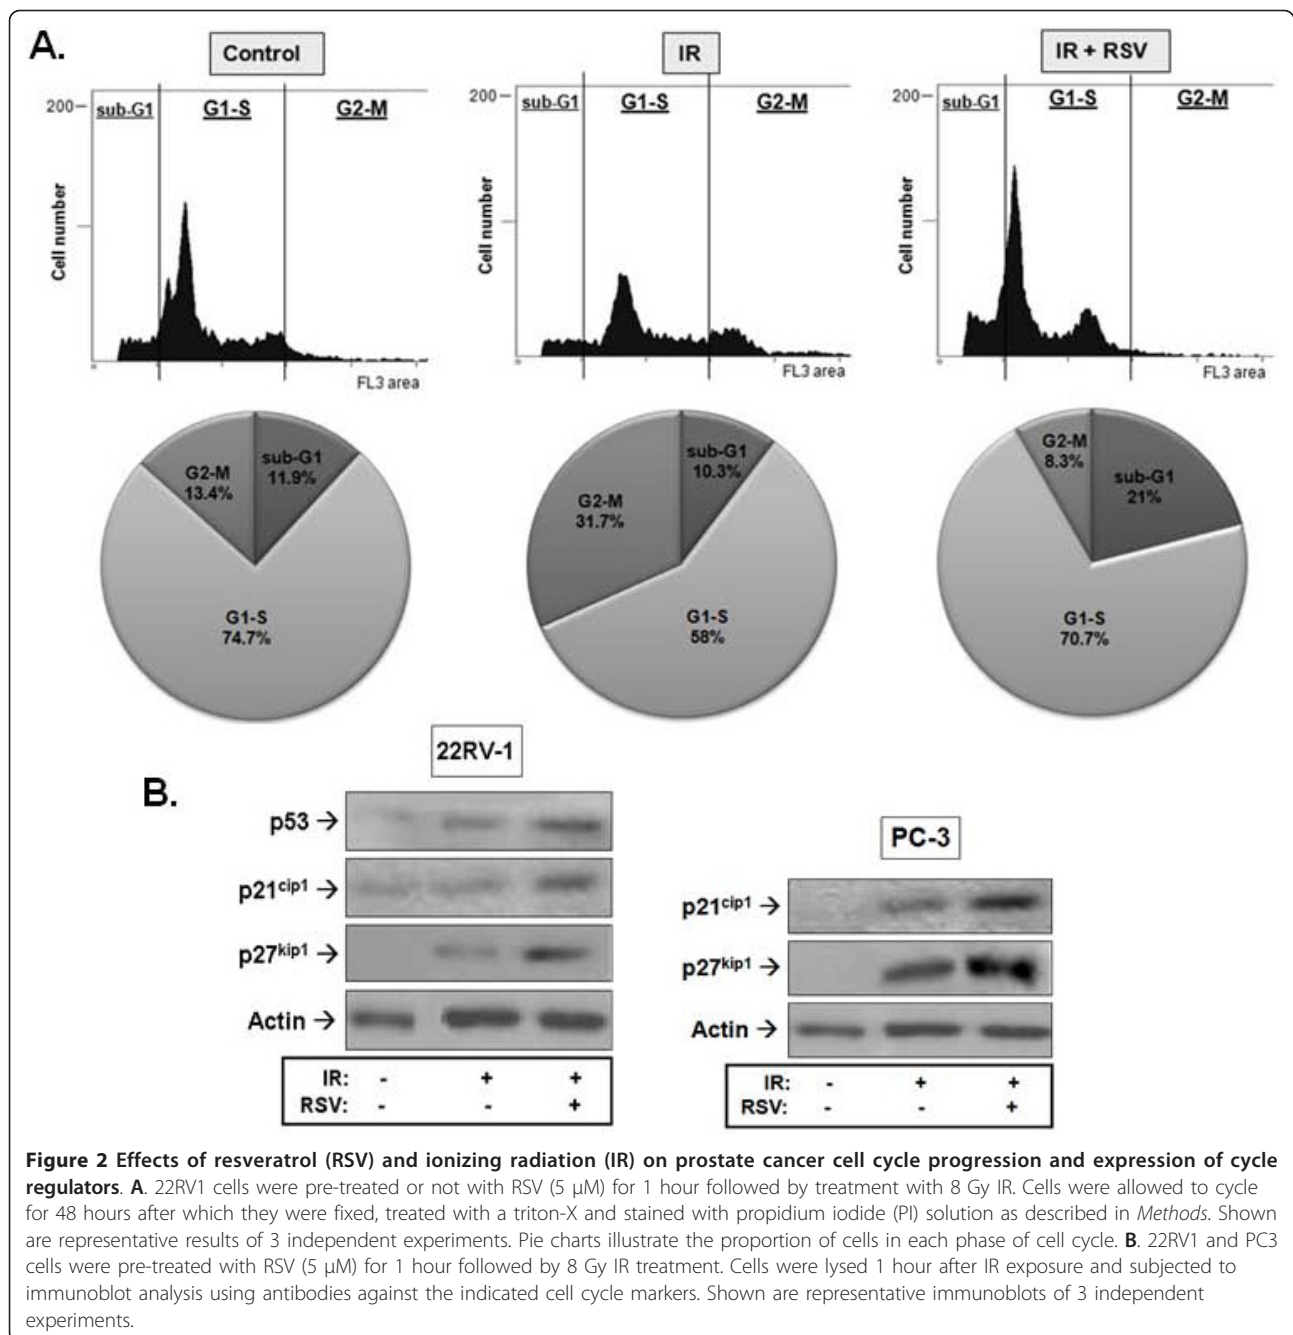 A.
Control
IR
IR + RSV
200
sub-G1
G1-S
G2-M
Cell number
FL3 area
200
sub-G1
G1-S
G2-M
Cell number
FL3 area
200
sub-G1
G1-S
G2-M
Cell number
FL3 area
G2-M
13.4%
sub-G1
11.9%
G1-S
74.7%
G2-M
31.7%
sub-G1
10.3%
G1-S
58%
G2-M
8.3%
sub-G1
21%
G1-S
70.7%
B.
22RV-1
p53 →
p21cip1 →
p27kip1 →
Actin →
IR: - + +
RSV: - - +
PC-3
p21cip1 →
p27kip1 →
Actin →
IR: - + +
RSV: - - +
Figure 2 Effects of resveratrol (RSV) and ionizing radiation (IR) on prostate cancer cell cycle progression and expression of cycle
regulators. A. 22RV1 cells were pre-treated or not with RSV (5 μM) for 1 hour followed by treatment with 8 Gy IR. Cells were allowed to cycle
for 48 hours after which they were fixed, treated with a triton-X and stained with propidium iodide (PI) solution as described in Methods. Shown
are representative results of 3 independent experiments. Pie charts illustrate the proportion of cells in each phase of cell cycle. B. 22RV1 and PC3
cells were pre-treated with RSV (5 μM) for 1 hour followed by 8 Gy IR treatment. Cells were lysed 1 hour after IR exposure and subjected to
immunoblot analysis using antibodies against the indicated cell cycle markers. Shown are representative immunoblots of 3 independent
experiments.